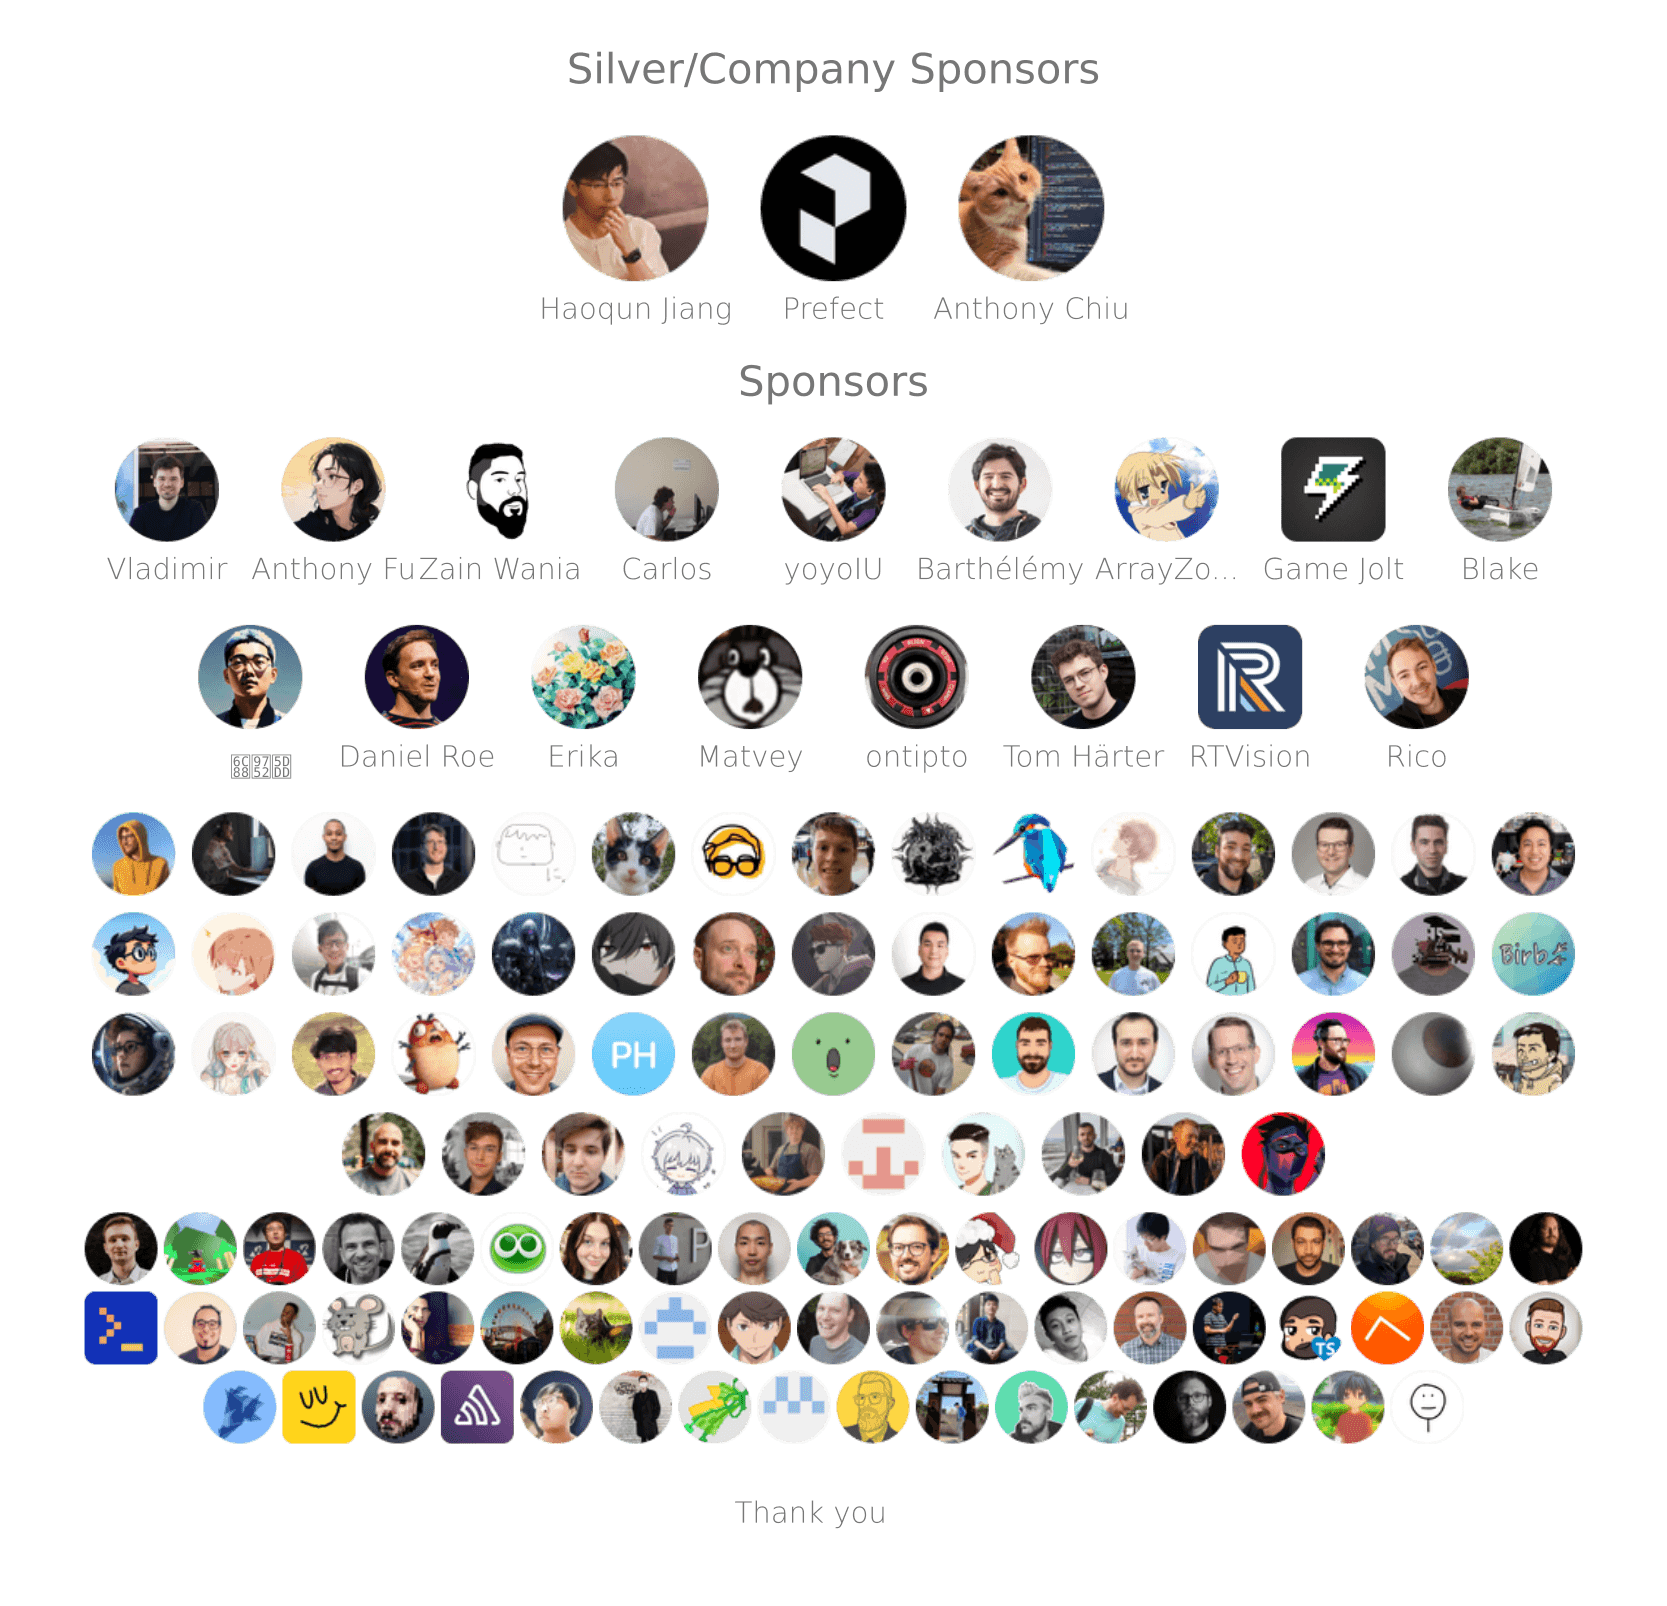 Silver/Company Sponsors
Haoqun Jiang Prefect Anthony Chiu
Sponsors
Vladimir Anthony Fu Zain Wania Carlos yoyoIU Barthélémy ArrayZo... Game Jolt Blake
Daniel Roe Erika Matvey ontipto Tom Härter RTVision Rico
Birb
PH
P
TS
Thank you